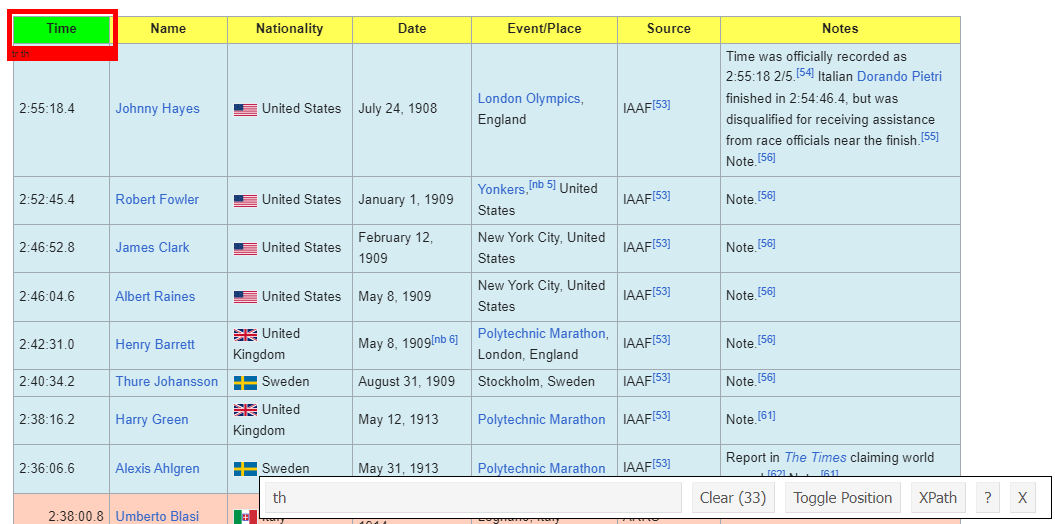 Time Name Nationality Date Event/Place Source Notes
tr th
2:55:18.4 Johnny Hayes United States July 24, 1908 London Olympics, England IAAF[53] Time was officially recorded as
2:55:18 2/5.[54] Italian Dorando Pietri
finished in 2:54:46.4, but was
disqualified for receiving assistance
from race officials near the finish.[55]
Note.[56]
2:52:45.4 Robert Fowler United States January 1, 1909 Yonkers,[nb 5] United States IAAF[53] Note.[56]
2:46:52.8 James Clark United States February 12, 1909 New York City, United States IAAF[53] Note.[56]
2:46:04.6 Albert Raines United States May 8, 1909 New York City, United States IAAF[53] Note.[56]
2:42:31.0 Henry Barrett United Kingdom May 8, 1909[nb 6] Polytechnic Marathon, London, England IAAF[53] Note.[56]
2:40:34.2 Thure Johansson Sweden August 31, 1909 Stockholm, Sweden IAAF[53] Note.[56]
2:38:16.2 Harry Green United Kingdom May 12, 1913 Polytechnic Marathon IAAF[53] Note.[61]
2:36:06.6 Alexis Ahlgren Sweden May 31, 1913 Polytechnic Marathon IAAF[53] Report in The Times claiming world
2:38:00.8 Umberto Blasi Italy
th Clear (33) Toggle Position XPath ? X